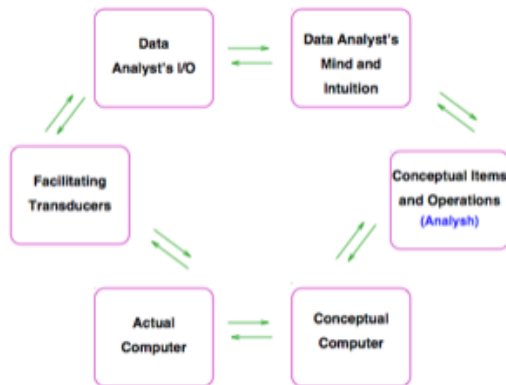 Data
Analyst's I/O
Data Analyst's
Mind and
Intuition
Facilitating
Transducers
Conceptual Items
and Operations
(Analysh)
Actual
Computer
Conceptual
Computer